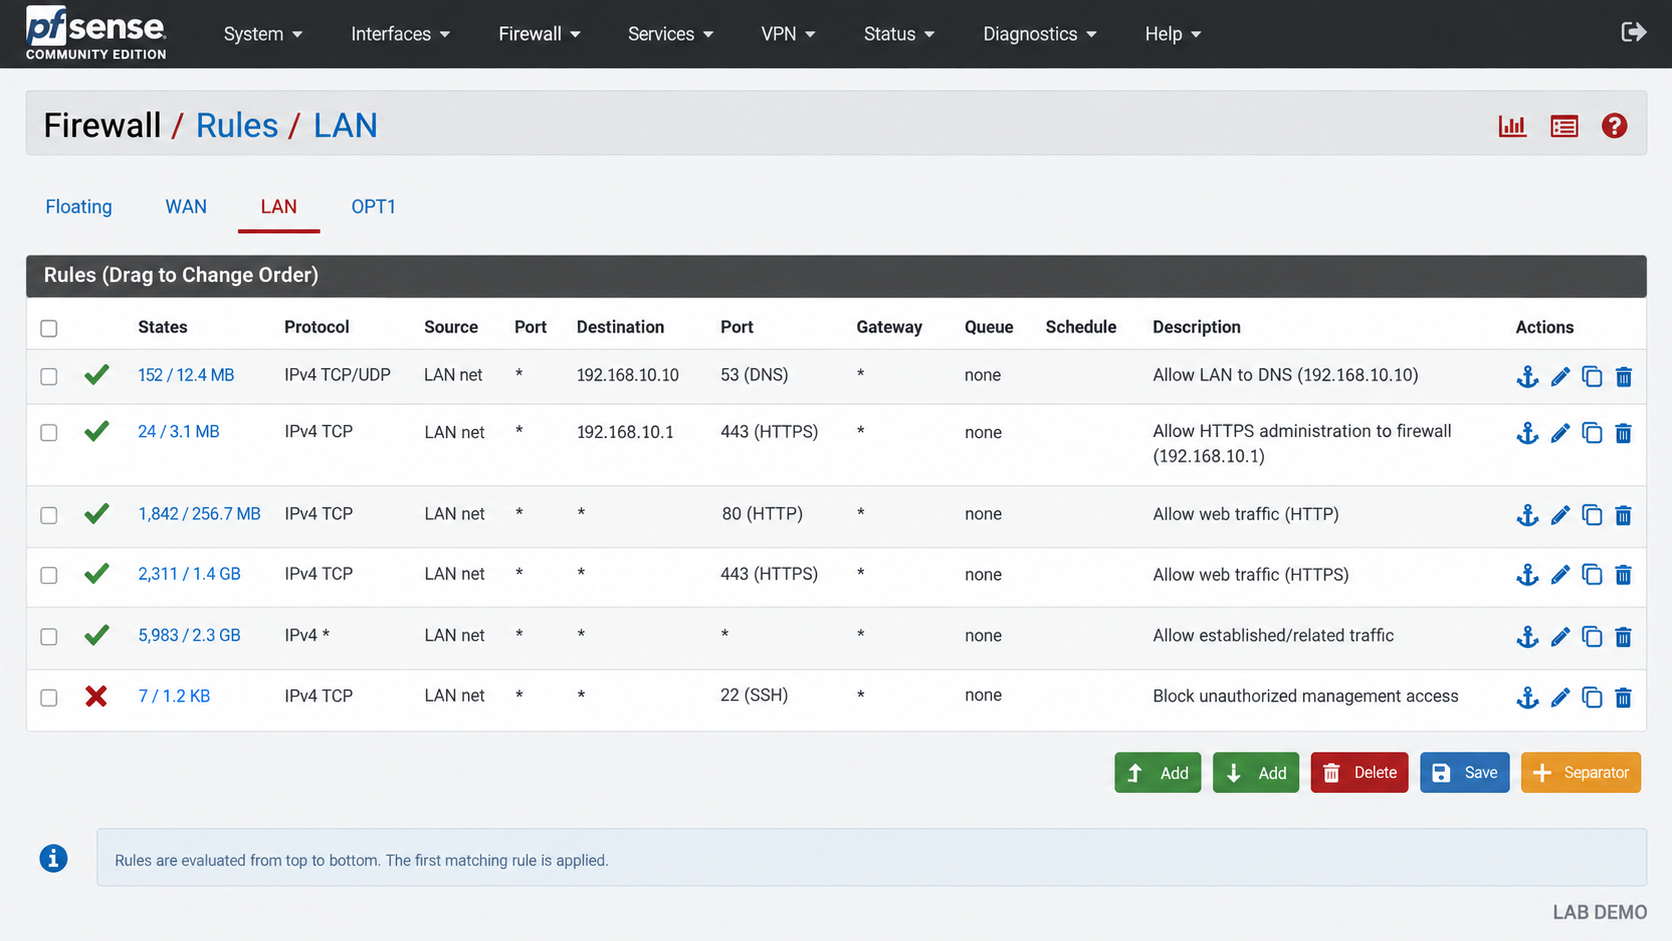 pfsense.
COMMUNITY EDITION
System Interfaces Firewall Services VPN Status Diagnostics Help
Firewall / Rules / LAN
?
Floating WAN LAN OPT1
Rules (Drag to Change Order)
States Protocol Source Port Destination Port Gateway Queue Schedule Description Actions
152 / 12.4 MB IPv4 TCP/UDP LAN net * 192.168.10.10 53 (DNS) * none Allow LAN to DNS (192.168.10.10)
24 / 3.1 MB IPv4 TCP LAN net * 192.168.10.1 443 (HTTPS) * none Allow HTTPS administration to firewall
(192.168.10.1)
1,842 / 256.7 MB IPv4 TCP LAN net * * 80 (HTTP) * none Allow web traffic (HTTP)
2,311 / 1.4 GB IPv4 TCP LAN net * * 443 (HTTPS) * none Allow web traffic (HTTPS)
5,983 / 2.3 GB IPv4 * LAN net * * * * none Allow established/related traffic
7 / 1.2 KB IPv4 TCP LAN net * * 22 (SSH) * none Block unauthorized management access
Add Add Delete Save Separator
i Rules are evaluated from top to bottom. The first matching rule is applied.
LAB DEMO